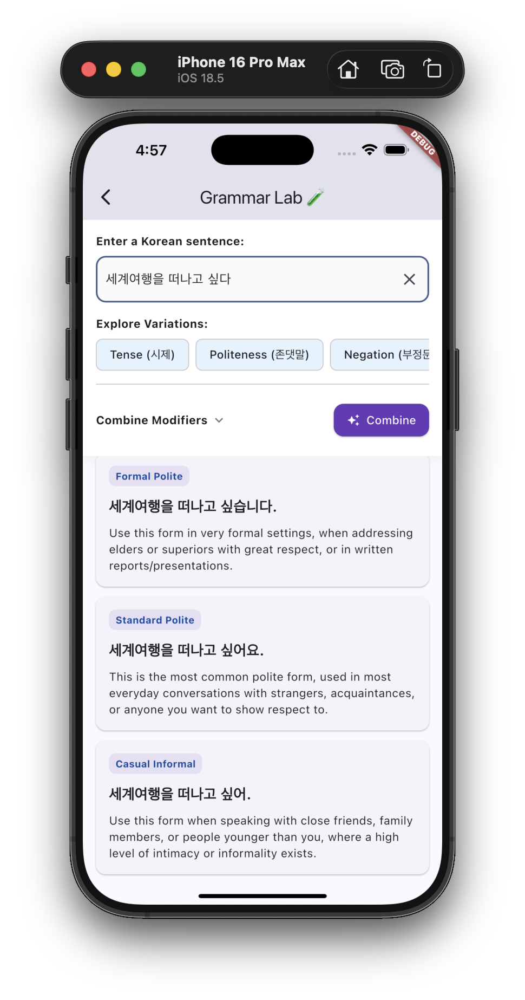 iPhone 16 Pro Max
iOS 18.5
4:57
DEBUG
Grammar Lab
Enter a Korean sentence:
세계여행을 떠나고 싶다
Explore Variations:
Tense (시제)
Politeness (존댓말)
Negation (부정문
Combine Modifiers
Combine
Formal Polite
세계여행을 떠나고 싶습니다.
Use this form in very formal settings, when addressing
elders or superiors with great respect, or in written
reports/presentations.
Standard Polite
세계여행을 떠나고 싶어요.
This is the most common polite form, used in most
everyday conversations with strangers, acquaintances,
or anyone you want to show respect to.
Casual Informal
세계여행을 떠나고 싶어.
Use this form when speaking with close friends, family
members, or people younger than you, where a high
level of intimacy or informality exists.